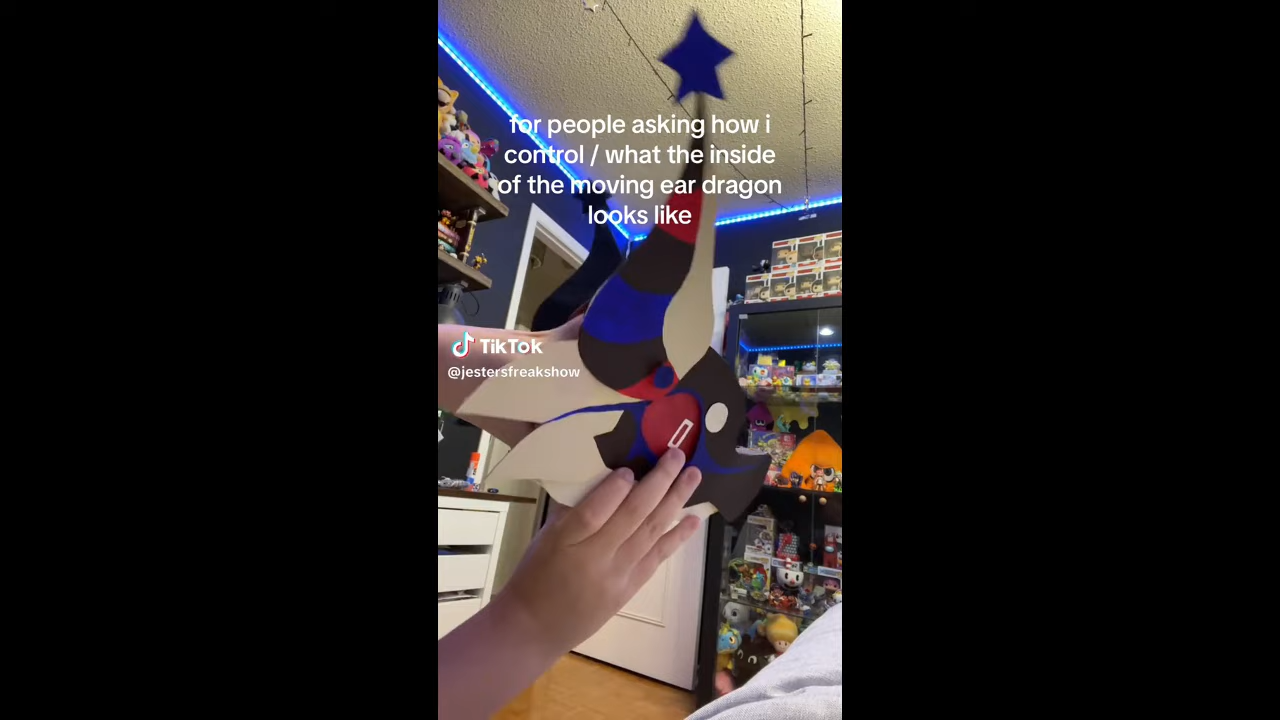 for people asking how i
control / what the inside
of the moving ear dragon
looks like
TikTok
@jestersfreakshow